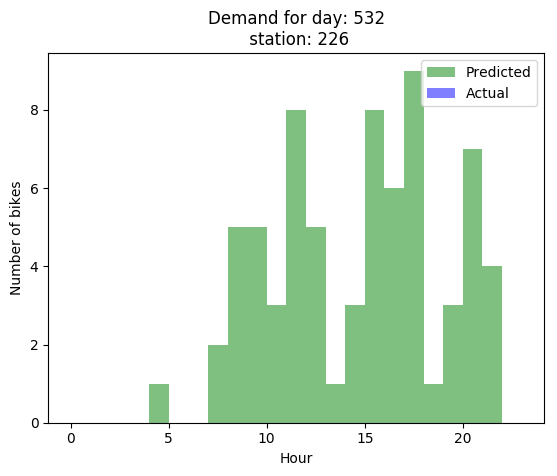 Demand for day: 532
station: 226
Predicted
Actual
8
6
4
2
0
Number of bikes
0
5
10
15
20
Hour